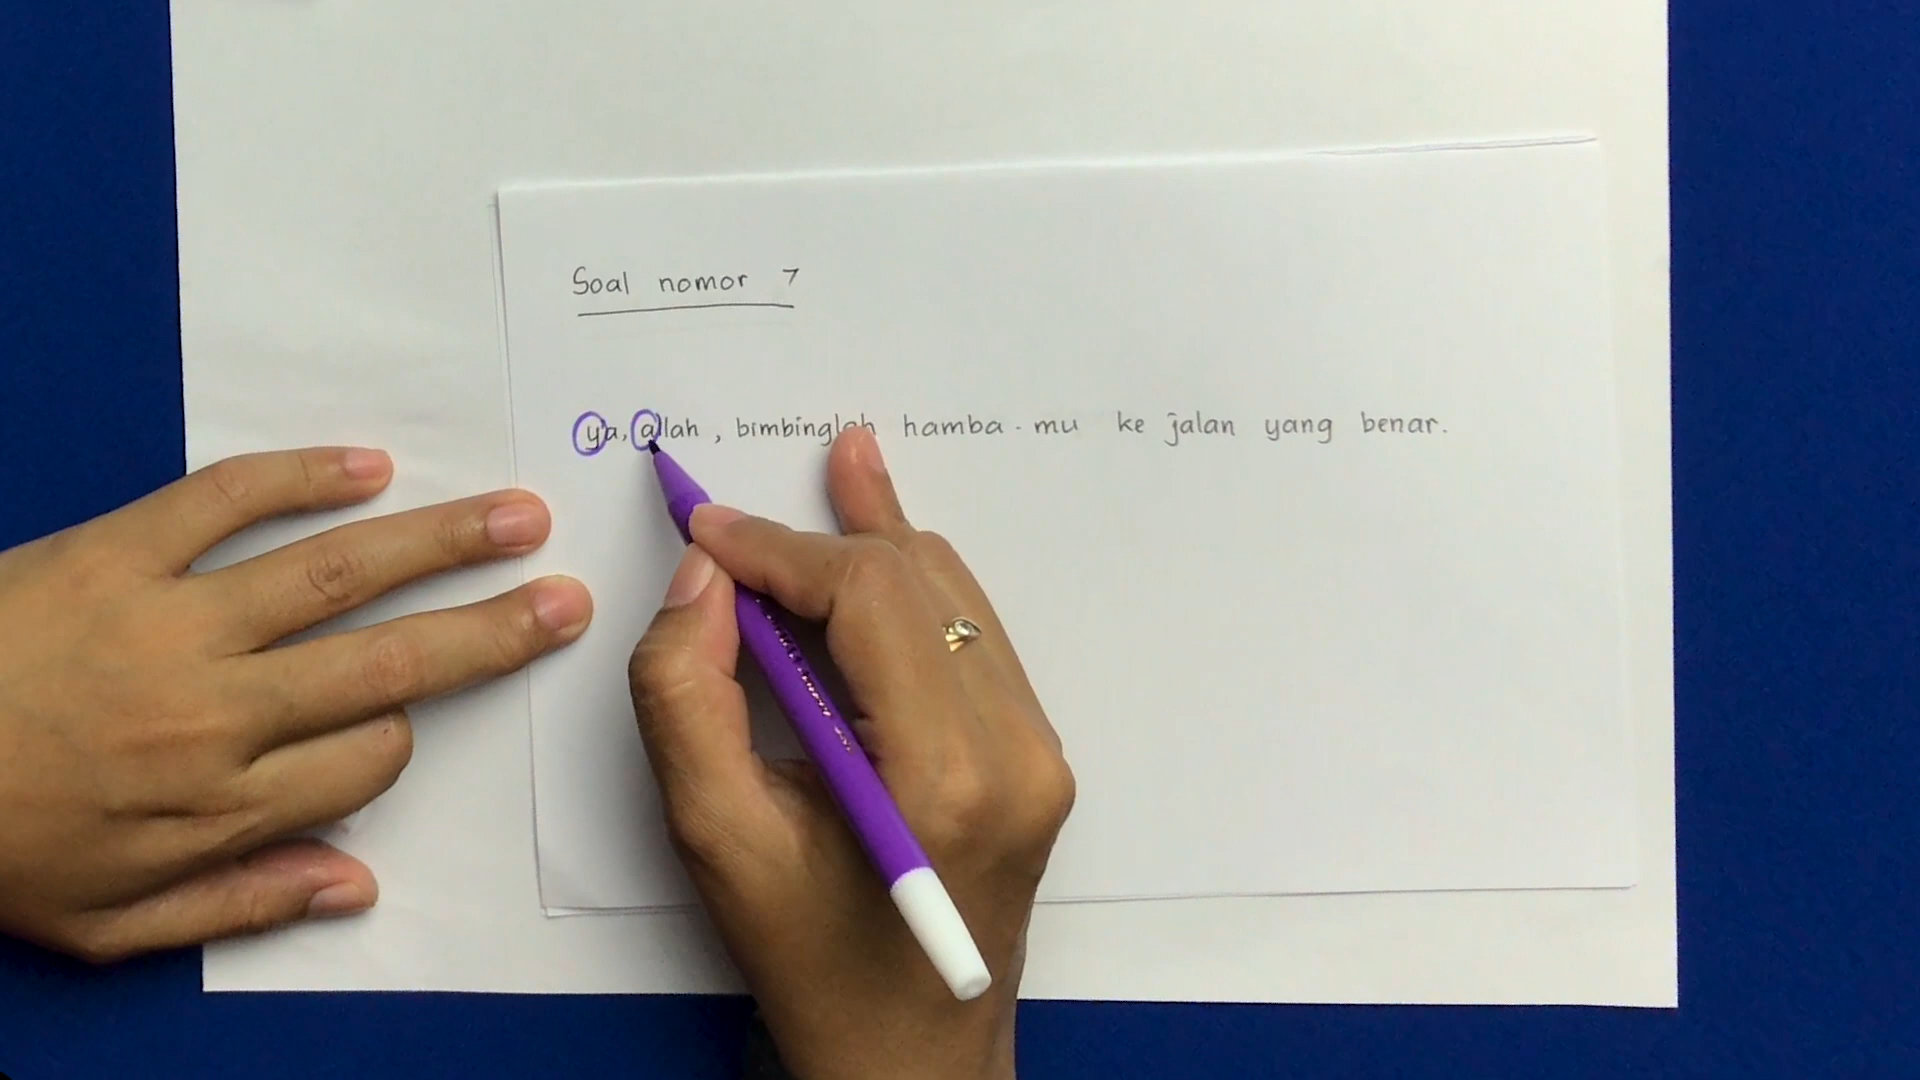 Soal nomor 7
ya, allah, bimbinglah hamba-mu ke jalan yang benar.